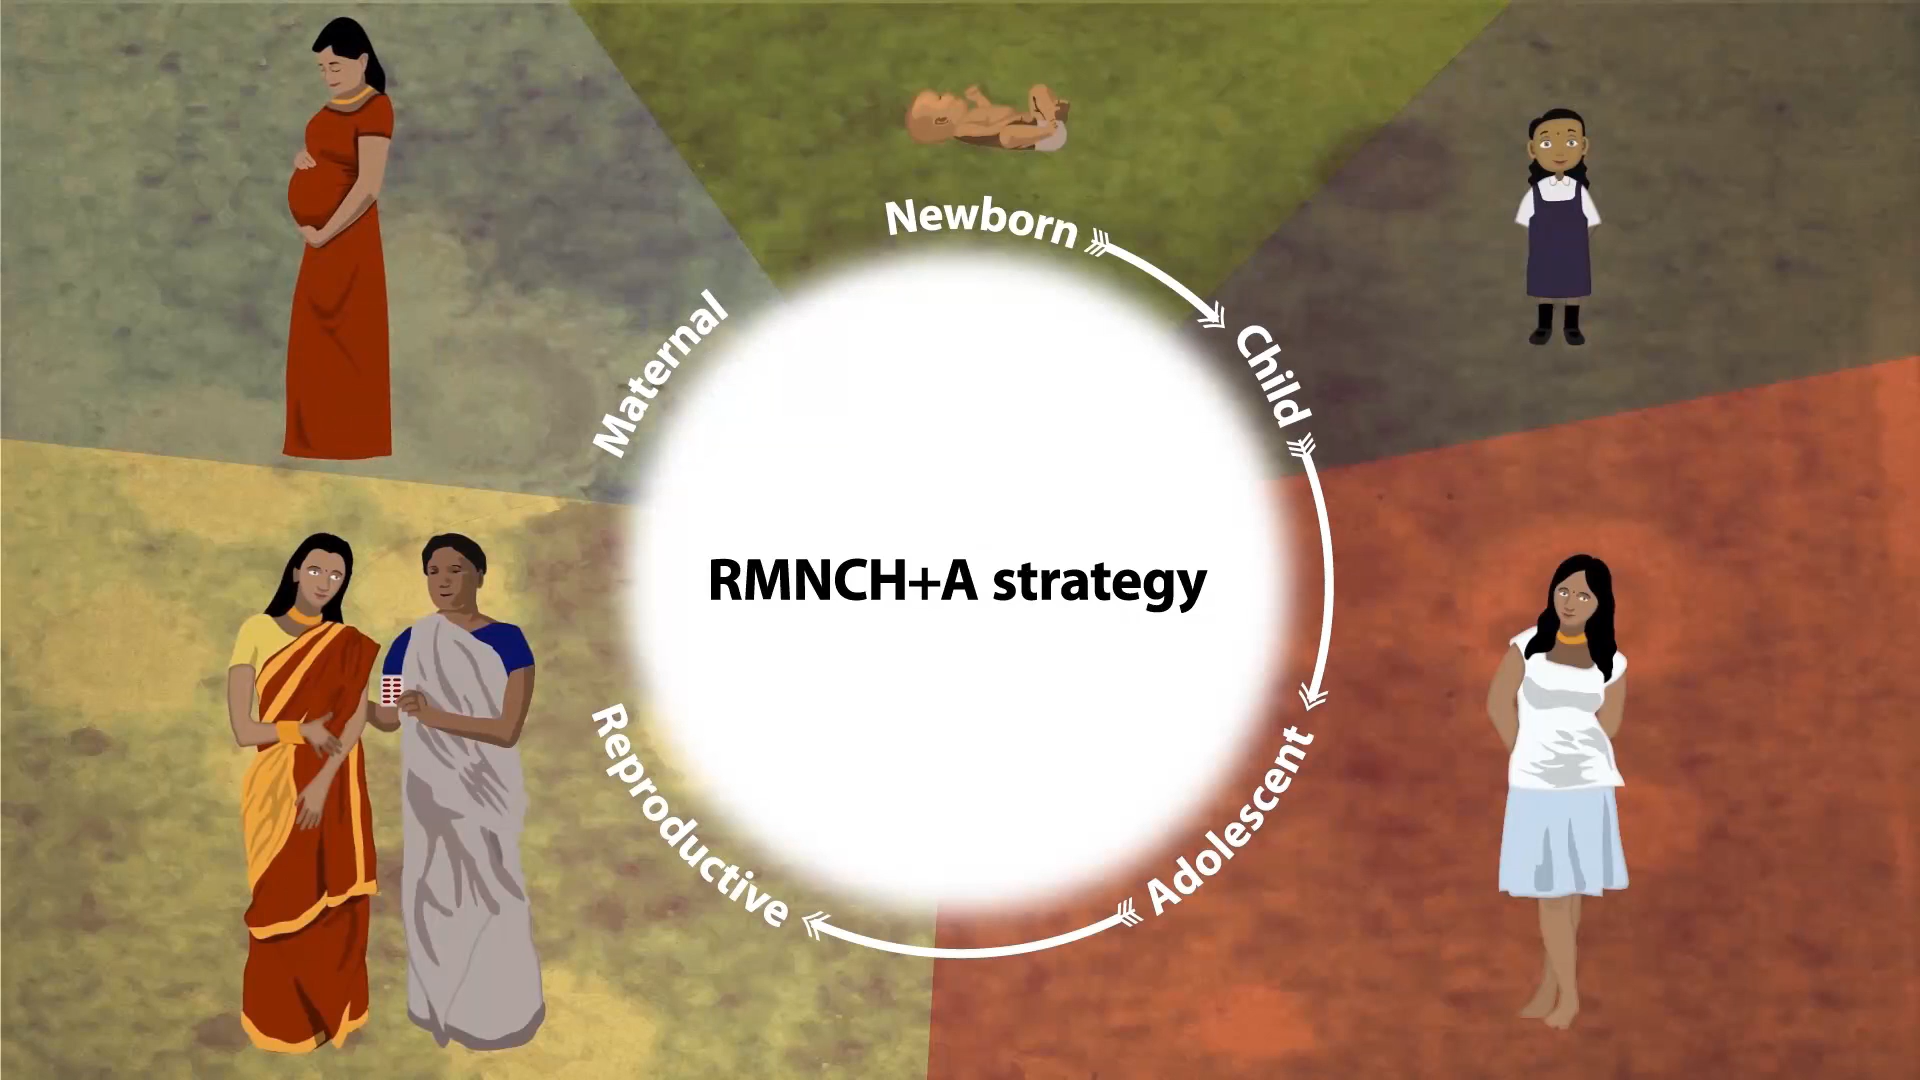 Newborn
Child
Maternal
RMNCH+A strategy
Reproductive
Adolescent